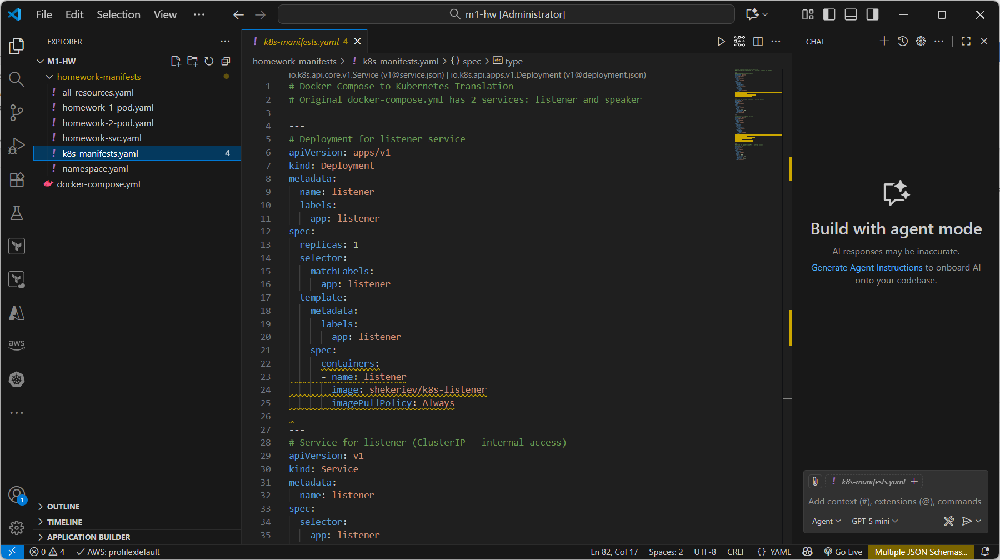 File Edit Selection View ···
m1-hw [Administrator]
EXPLORER
M1-HW
homework-manifests
! all-resources.yaml
! homework-1-pod.yaml
! homework-2-pod.yaml
! homework-svc.yaml
! k8s-manifests.yaml 4
! namespace.yaml
docker-compose.yml
aws
1
OUTLINE
TIMELINE
APPLICATION BUILDER
! k8s-manifests.yaml 4
homework-manifests > ! k8s-manifests.yaml > {} spec > abc type
io.k8s.api.core.v1.Service (v1@service.json) | io.k8s.api.apps.v1.Deployment (v1@deployment.json)
1 # Docker Compose to Kubernetes Translation
2 # Original docker-compose.yml has 2 services: listener and speaker
3
4 ---
5 # Deployment for listener service
6 apiVersion: apps/v1
7 kind: Deployment
8 metadata:
9 name: listener
10 labels:
11 app: listener
12 spec:
13 replicas: 1
14 selector:
15 matchLabels:
16 app: listener
17 template:
18 metadata:
19 labels:
20 app: listener
21 spec:
22 containers:
23 - name: listener
24 image: shekeriev/k8s-listener
25 imagePullPolicy: Always
26
27 ---
28 # Service for listener (ClusterIP - internal access)
29 apiVersion: v1
30 kind: Service
31 metadata:
32 name: listener
33 spec:
34 selector:
35 app: listener
CHAT
Build with agent mode
AI responses may be inaccurate.
Generate Agent Instructions to onboard AI
onto your codebase.
! k8s-manifests.yaml +
Add context (#), extensions (@), commands
Agent GPT-5 mini
0 4 AWS: profile:default
Ln 82, Col 17 Spaces: 2 UTF-8 CRLF {} YAML Go Live Multiple JSON Schemas...